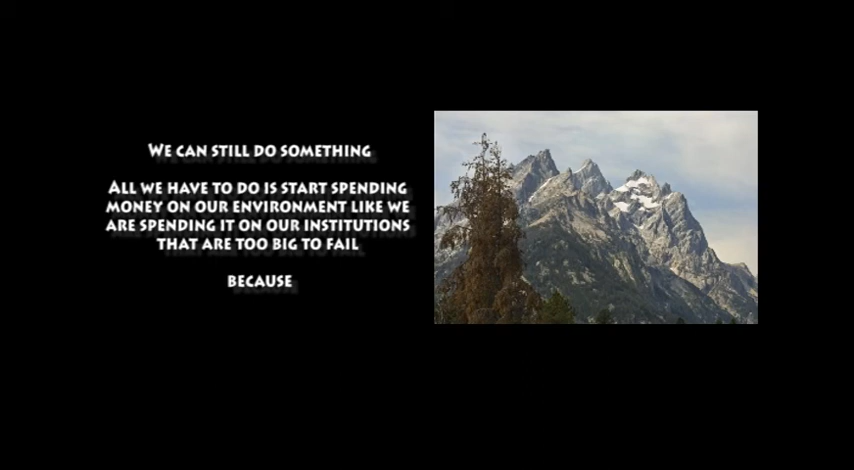 We can still do something
All we have to do is start spending
money on our environment like we
are spending it on our institutions
that are too big to fail
because